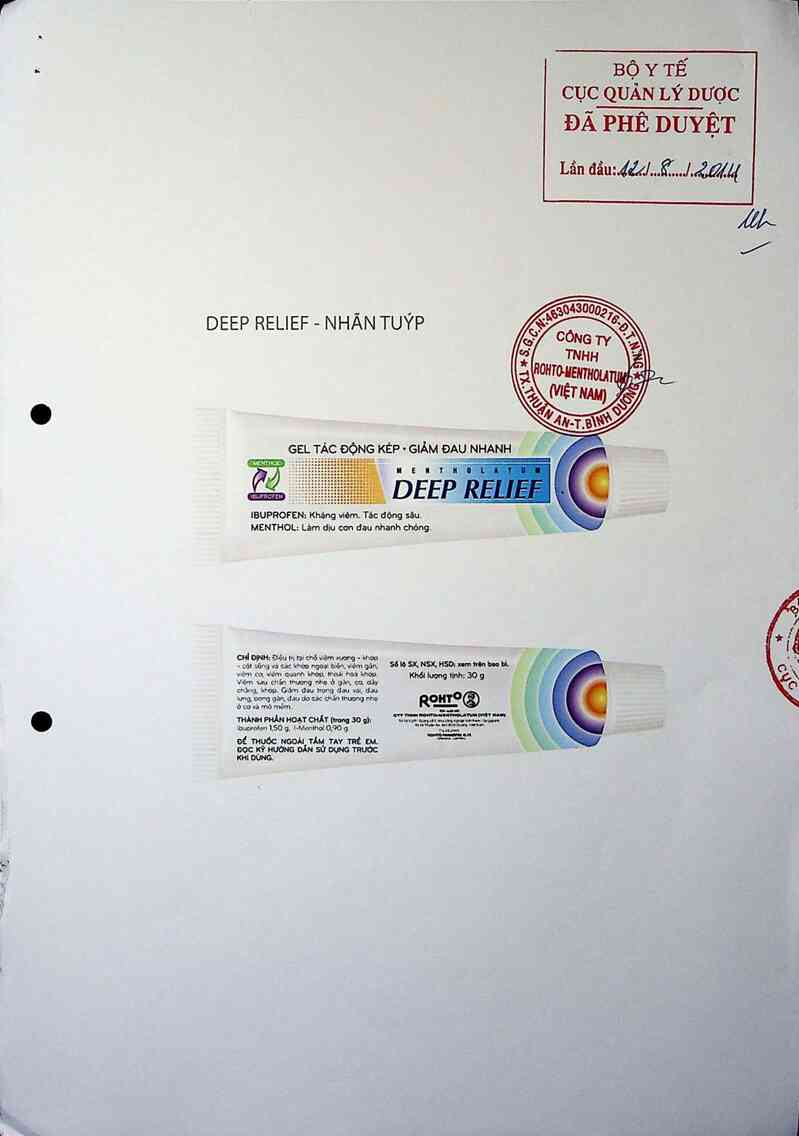 BỘ Y TẾ
CỤC QUẢN LÝ DƯỢC
ĐÃ PHÊ DUYỆT
Lần đầu: 12 / 8 / 2014
DEEP RELIEF - NHÃN TUÝP
S.G.C.N:463043000216-Đ.T.N.NG
CÔNG TY
TNHH
ROHTO-MENTHOLATUM
(VIỆT NAM)
TX.THUẬN AN-T.BÌNH DƯƠNG
GEL TÁC ĐỘNG KÉP • GIẢM ĐAU NHANH
MENTHOL
IBUPROFEN
MENTHOLATUM
DEEP RELIEF
IBUPROFEN: Kháng viêm. Tác động sâu.
MENTHOL: Làm dịu cơn đau nhanh chóng.
CHỈ ĐỊNH: Điều trị tại chỗ viêm xương - khớp
- cột sống và các khớp ngoại biên, viêm gân,
viêm cơ, viêm quanh khớp, thoái hoá khớp.
Viêm sau chấn thương nhẹ ở gân, cơ, dây
chằng, khớp. Giảm đau trong đau vai, đau
lưng, bong gân, đau do các chấn thương nhẹ
ở cơ và mô mềm.
THÀNH PHẦN HOẠT CHẤT (trong 30 g):
Ibuprofen 1,50 g, l-Menthol 0,90 g
ĐỂ THUỐC NGOÀI TẦM TAY TRẺ EM.
ĐỌC KỸ HƯỚNG DẪN SỬ DỤNG TRƯỚC
KHI DÙNG.
Số lô SX, NSX, HSD: xem trên bao bì.
Khối lượng tịnh: 30 g
ROHTO
CTY TNHH ROHTO-MENTHOLATUM (VIỆT NAM)
CỤC